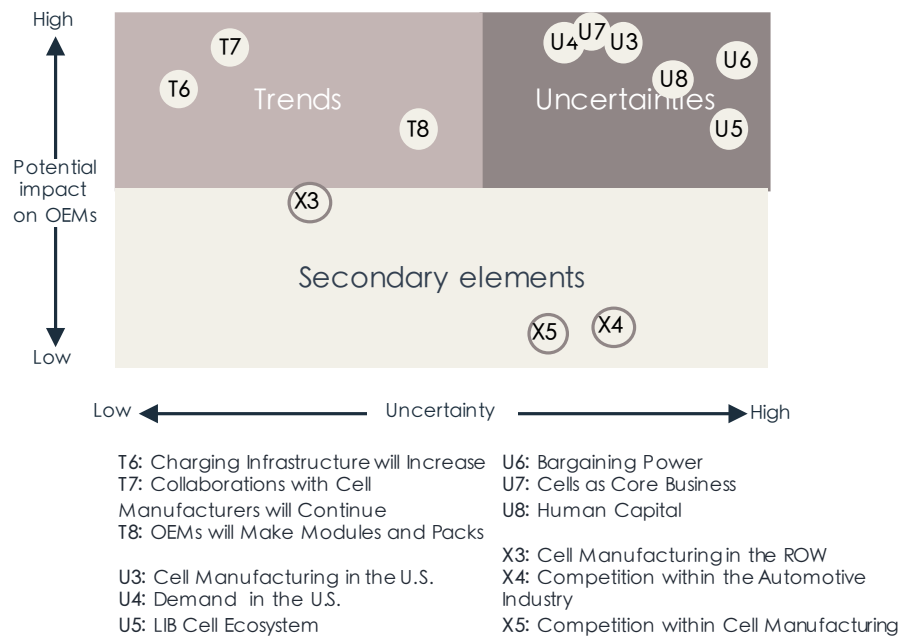 High
U7
U4
U3
T7
U6
U8
T6
Trends
Uncertainties
T8
U5
Potential
impact
on OEMs
X3
Secondary elements
X5
X4
Low
Low
Uncertainty
High
T6: Charging Infrastructure will Increase
T7: Collaborations with Cell
Manufacturers will Continue
T8: OEMs will Make Modules and Packs
U3: Cell Manufacturing in the U.S.
U4: Demand in the U.S.
U5: LIB Cell Ecosystem
U6: Bargaining Power
U7: Cells as Core Business
U8: Human Capital
X3: Cell Manufacturing in the ROW
X4: Competition within the Automotive
Industry
X5: Competition within Cell Manufacturing